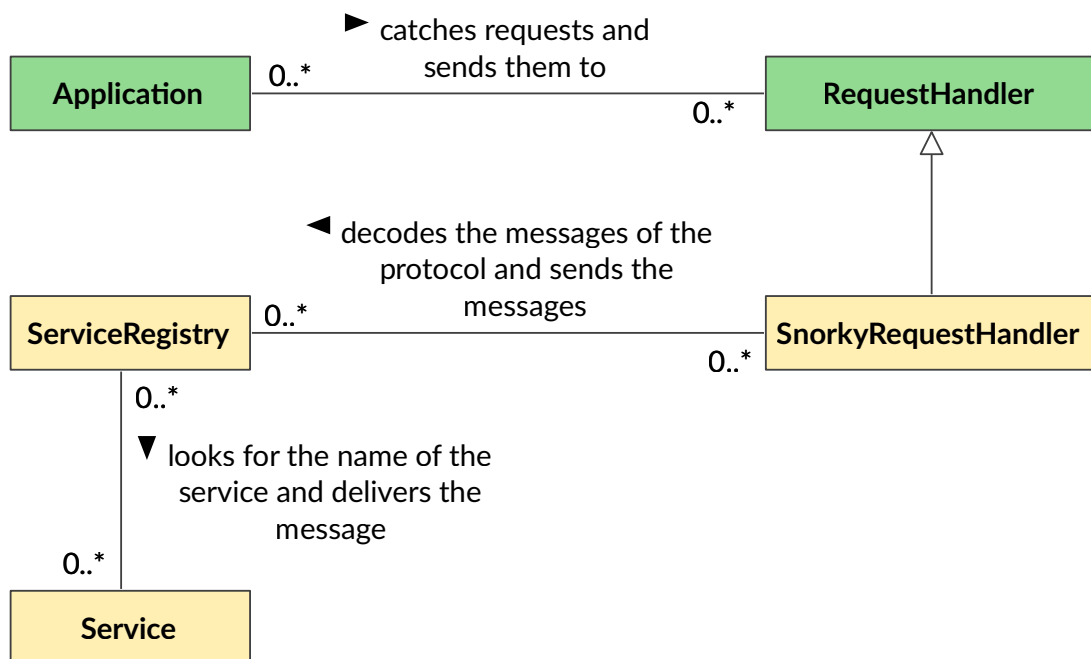 ► catches requests and
sends them to
Application
0..*
0..*
RequestHandler
◄ decodes the messages of the
protocol and sends the
messages
ServiceRegistry
0..*
0..*
SnorkyRequestHandler
0..*
▼ looks for the name of the
service and delivers the
message
0..*
Service